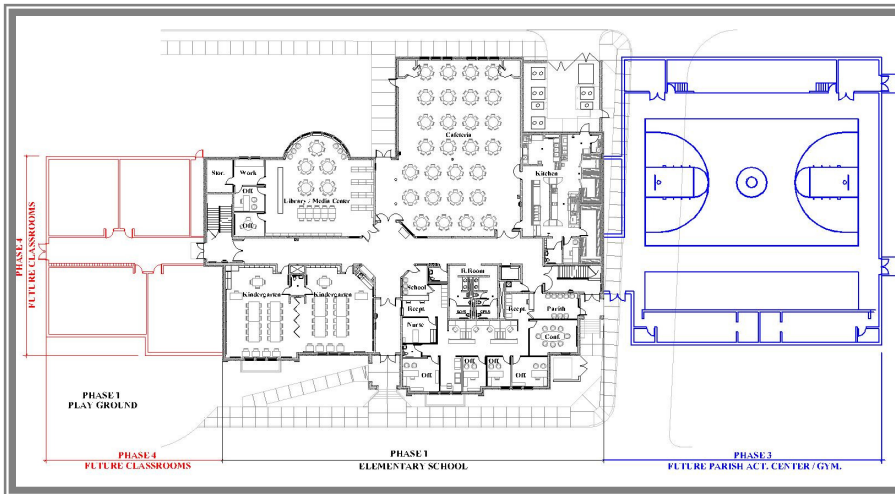 Cafeteria
Stor.
Work
Off.
Library / Media Center
Off.
Kitchen
PHASE 4
FUTURE CLASSROOMS
Kindergarten
Kindergarten
School
Recpt.
Nurse
R.Room
Recpt.
Parish
Conf.
Off.
Off.
Off.
Off.
PHASE 1
PLAY GROUND
PHASE 4
FUTURE CLASSROOMS
PHASE 1
ELEMENTARY SCHOOL
PHASE 3
FUTURE PARISH ACT. CENTER / GYM.